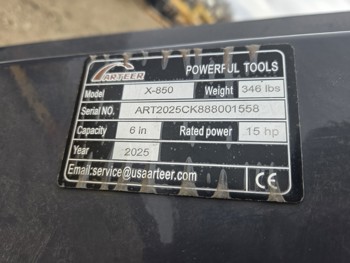 ARTEER POWERFUL TOOLS
Model X-850 Weight 346 lbs
Serial NO. ART2025CK888001558
Capacity 6 in Rated power 15 hp
Year 2025
Email:service@usaarteer.com CE